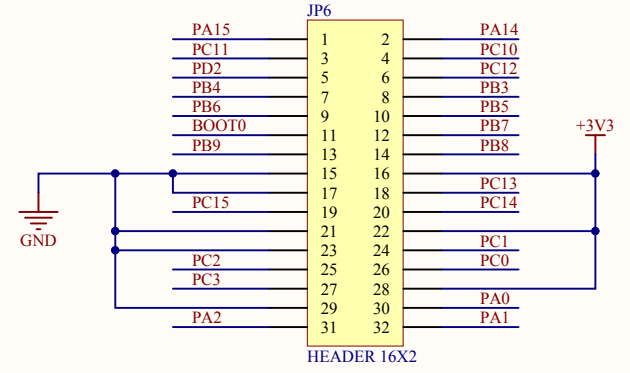 JP6
PA15 1 2 PA14
PC11 3 4 PC10
PD2 5 6 PC12
PB4 7 8 PB3
PB6 9 10 PB5
BOOT0 11 12 PB7
PB9 13 14 PB8
+3V3
15 16
17 18 PC13
PC15 19 20 PC14
21 22
23 24 PC1
GND
PC2 25 26 PC0
PC3 27 28
29 30 PA0
PA2 31 32 PA1
HEADER 16X2